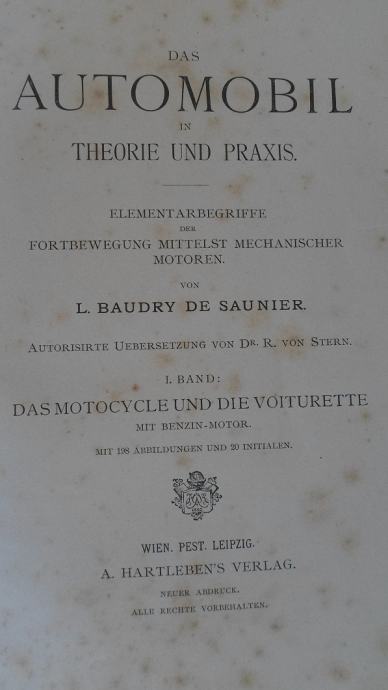 DAS
AUTOMOBIL
IN
THEORIE UND PRAXIS.
ELEMENTARBEGRIFFE
DER
FORTBEWEGUNG MITTELST MECHANISCHER
MOTOREN.
VON
L. BAUDRY DE SAUNIER.
AUTORISIRTE UEBERSETZUNG VON DR. R. VON STERN.
I. BAND:
DAS MOTOCYCLE UND DIE VOITURETTE
MIT BENZIN-MOTOR.
MIT 198 ABBILDUNGEN UND 20 INITIALEN.
WIEN. PEST. LEIPZIG.
A. HARTLEBEN'S VERLAG.
NEUER ABDRUCK.
ALLE RECHTE VORBEHALTEN.